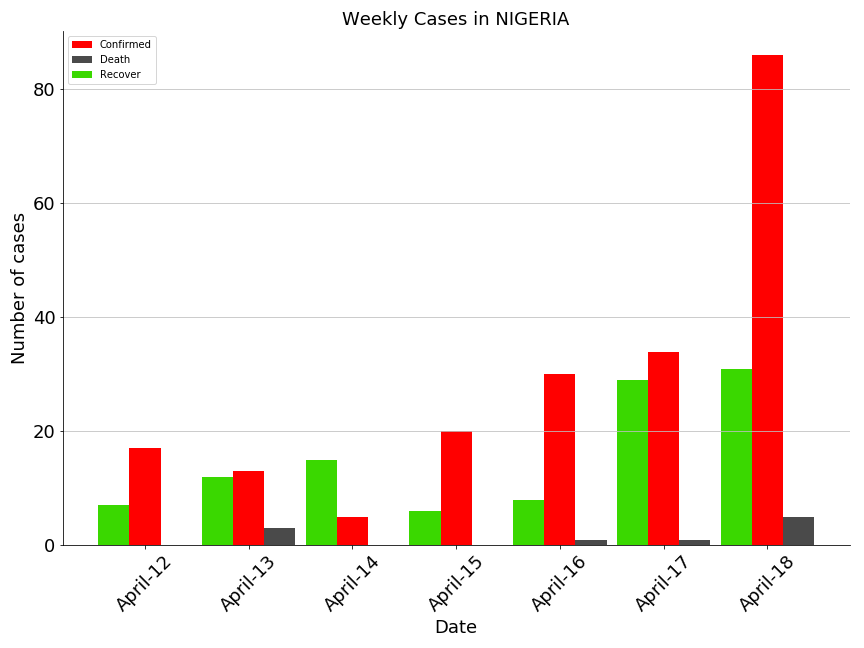 Weekly Cases in NIGERIA
Confirmed
Death
Recover
Number of cases
80
60
40
20
0
April-12
April-13
April-14
April-15
April-16
April-17
April-18
Date